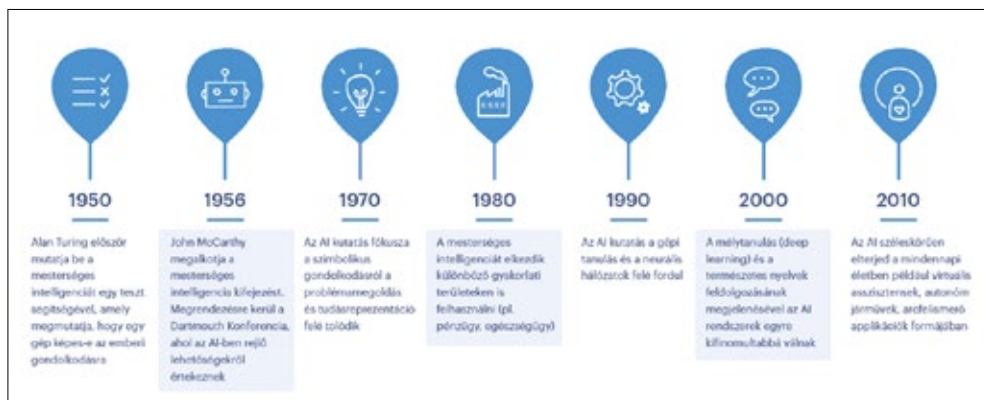 1950
Alan Turing először
mutatja be a
mesterséges
intelligenciát egy teszt
segítségével, amely
megmutatja, hogy egy
gép képes-e az emberi
gondolkodásra
1956
John McCarthy
megalkotja a
mesterséges
intelligencia kifejezést.
Megrendezésre kerül a
Dartmouth Konferencia,
ahol az AI-ben rejlő
lehetőségekről
értekeznek
1970
Az AI kutatás fókusza
a szimbolikus
gondolkodásról a
problémamegoldás
és tudásreprezentáció
felé tolódik
1980
A mesterséges
intelligenciát elkezdik
különböző gyakorlati
területeken is
felhasználni (pl.
pénzügy, egészségügy)
1990
Az AI kutatás a gépi
tanulás és a neurális
hálózatok felé fordul
2000
A mélytanulás (deep
learning) és a
természetes nyelvek
feldolgozásának
megjelenésével az AI
rendszerek egyre
kifinomultabbá válnak
2010
Az AI széleskörűen
elterjed a mindennapi
életben például virtuális
asszisztensek, autonóm
járművek, arcfelismerő
applikációk formájában